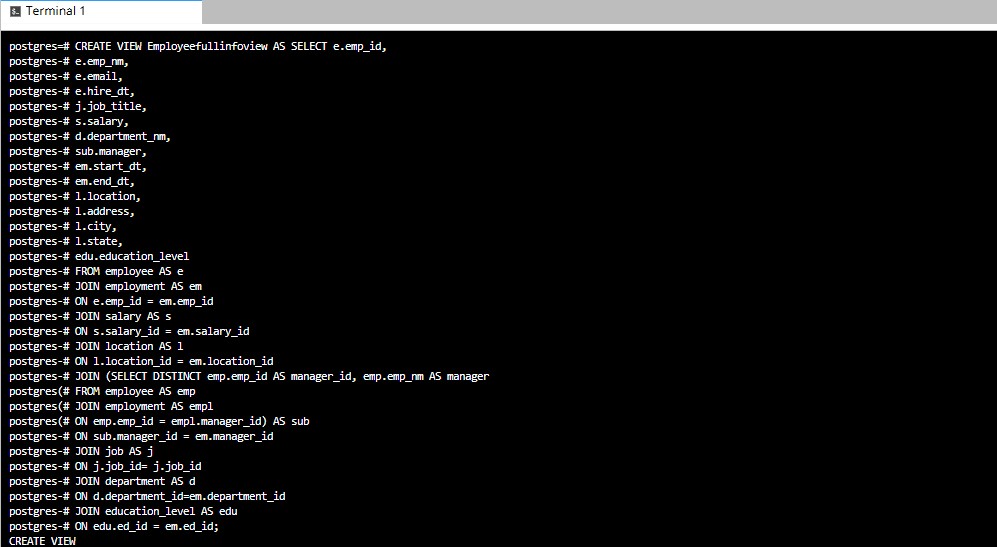 Terminal 1
postgres=# CREATE VIEW Employeefullinfoview AS SELECT e.emp_id,
postgres-# e.emp_nm,
postgres-# e.email,
postgres-# e.hire_dt,
postgres-# j.job_title,
postgres-# s.salary,
postgres-# d.department_nm,
postgres-# sub.manager,
postgres-# em.start_dt,
postgres-# em.end_dt,
postgres-# l.location,
postgres-# l.address,
postgres-# l.city,
postgres-# l.state,
postgres-# edu.education_level
postgres-# FROM employee AS e
postgres-# JOIN employment AS em
postgres-# ON e.emp_id = em.emp_id
postgres-# JOIN salary AS s
postgres-# ON s.salary_id = em.salary_id
postgres-# JOIN location AS l
postgres-# ON l.location_id = em.location_id
postgres-# JOIN (SELECT DISTINCT emp.emp_id AS manager_id, emp.emp_nm AS manager
postgres(# FROM employee AS emp
postgres(# JOIN employment AS empl
postgres(# ON emp.emp_id = empl.manager_id) AS sub
postgres-# ON sub.manager_id = em.manager_id
postgres-# JOIN job AS j
postgres-# ON j.job_id= j.job_id
postgres-# JOIN department AS d
postgres-# ON d.department_id=em.department_id
postgres-# JOIN education_level AS edu
postgres-# ON edu.ed_id = em.ed_id;
CREATE VIEW